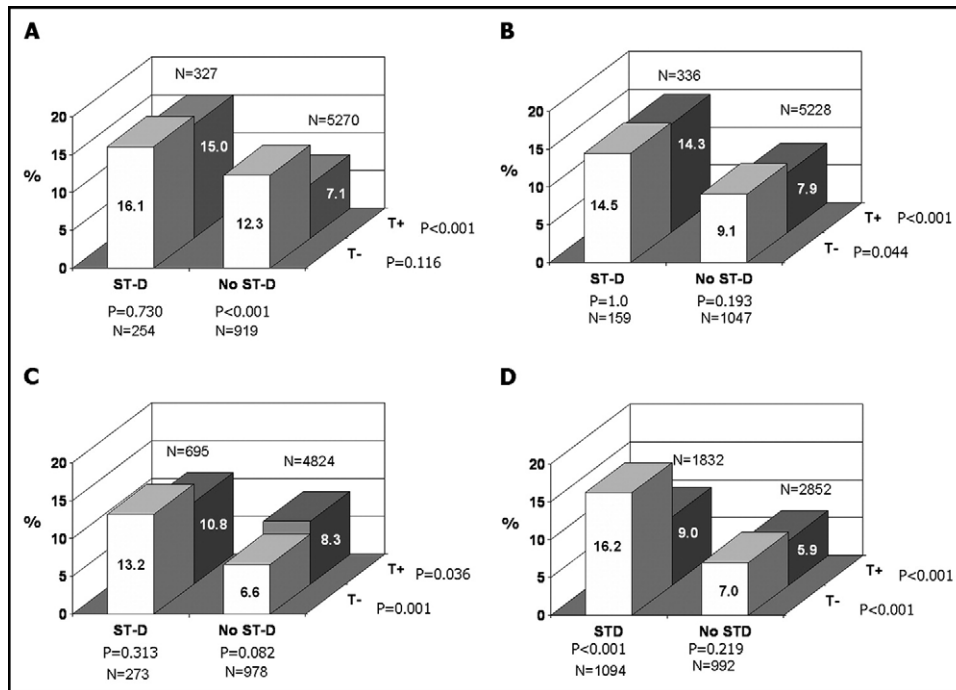 A
N=327
N=5270
20
15
10
5
0
%
15.0
7.1
16.1
12.3
T+ P<0.001
T- P=0.116
ST-D No ST-D
P=0.730 P<0.001
N=254 N=919
B
N=336
N=5228
20
15
10
5
0
%
14.3
7.9
14.5
9.1
T+ P<0.001
T- P=0.044
ST-D No ST-D
P=1.0 P=0.193
N=159 N=1047
C
N=695
N=4824
20
15
10
5
0
%
10.8
8.3
13.2
6.6
T+ P=0.036
T- P=0.001
ST-D No ST-D
P=0.313 P=0.082
N=273 N=978
D
N=1832
N=2852
20
15
10
5
0
%
9.0
5.9
16.2
7.0
T+ P<0.001
T- P<0.001
STD No STD
P<0.001 P=0.219
N=1094 N=992